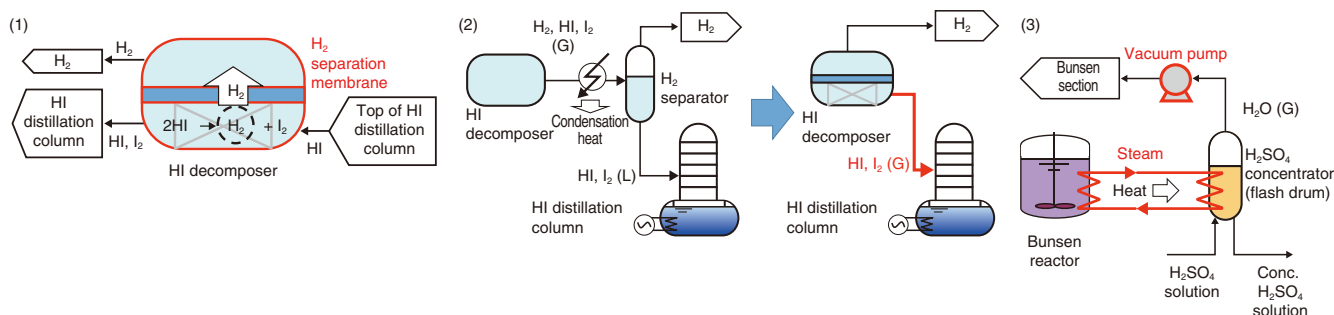 (1)
H₂
H₂
H₂
separation
membrane
HI
distillation
column
HI, I₂
H₂
2HI
H₂
+ I₂
HI
Top of HI
distillation
column
HI decomposer
(2)
H₂, HI, I₂
(G)
H₂
HI
decomposer
Condensation
heat
H₂
separator
HI, I₂ (L)
HI distillation
column
H₂
HI
decomposer
HI, I₂ (G)
HI distillation
column
(3)
Vacuum pump
Bunsen
section
H₂O (G)
Steam
Heat
H₂SO₄
concentrator
(flash drum)
Bunsen
reactor
H₂SO₄
solution
Conc.
H₂SO₄
solution